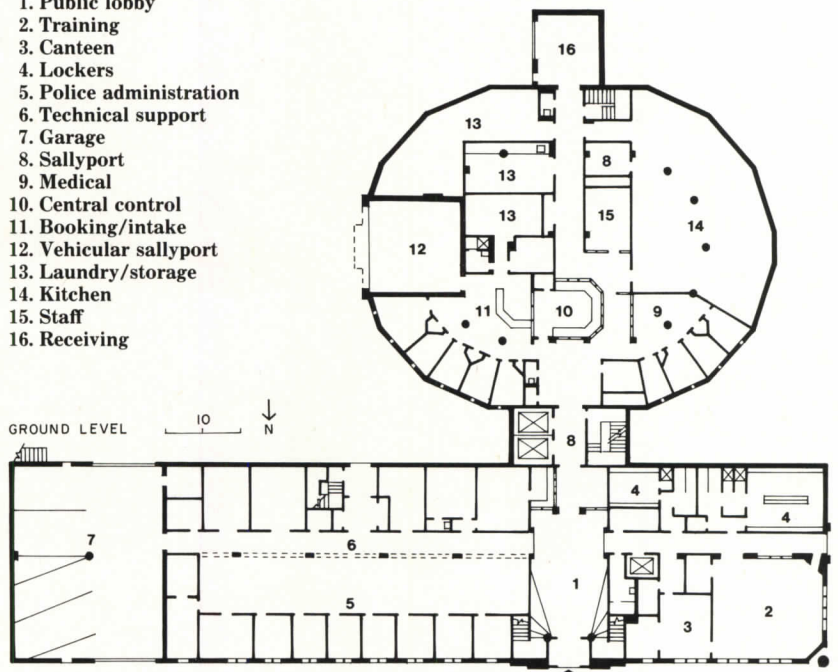 1. Public lobby
2. Training
3. Canteen
4. Lockers
5. Police administration
6. Technical support
7. Garage
8. Sallyport
9. Medical
10. Central control
11. Booking/intake
12. Vehicular sallyport
13. Laundry/storage
14. Kitchen
15. Staff
16. Receiving
16
13
8
13
15
13
14
12
10
11
9
GROUND LEVEL
10
N
8
4
4
7
6
1
5
3
2